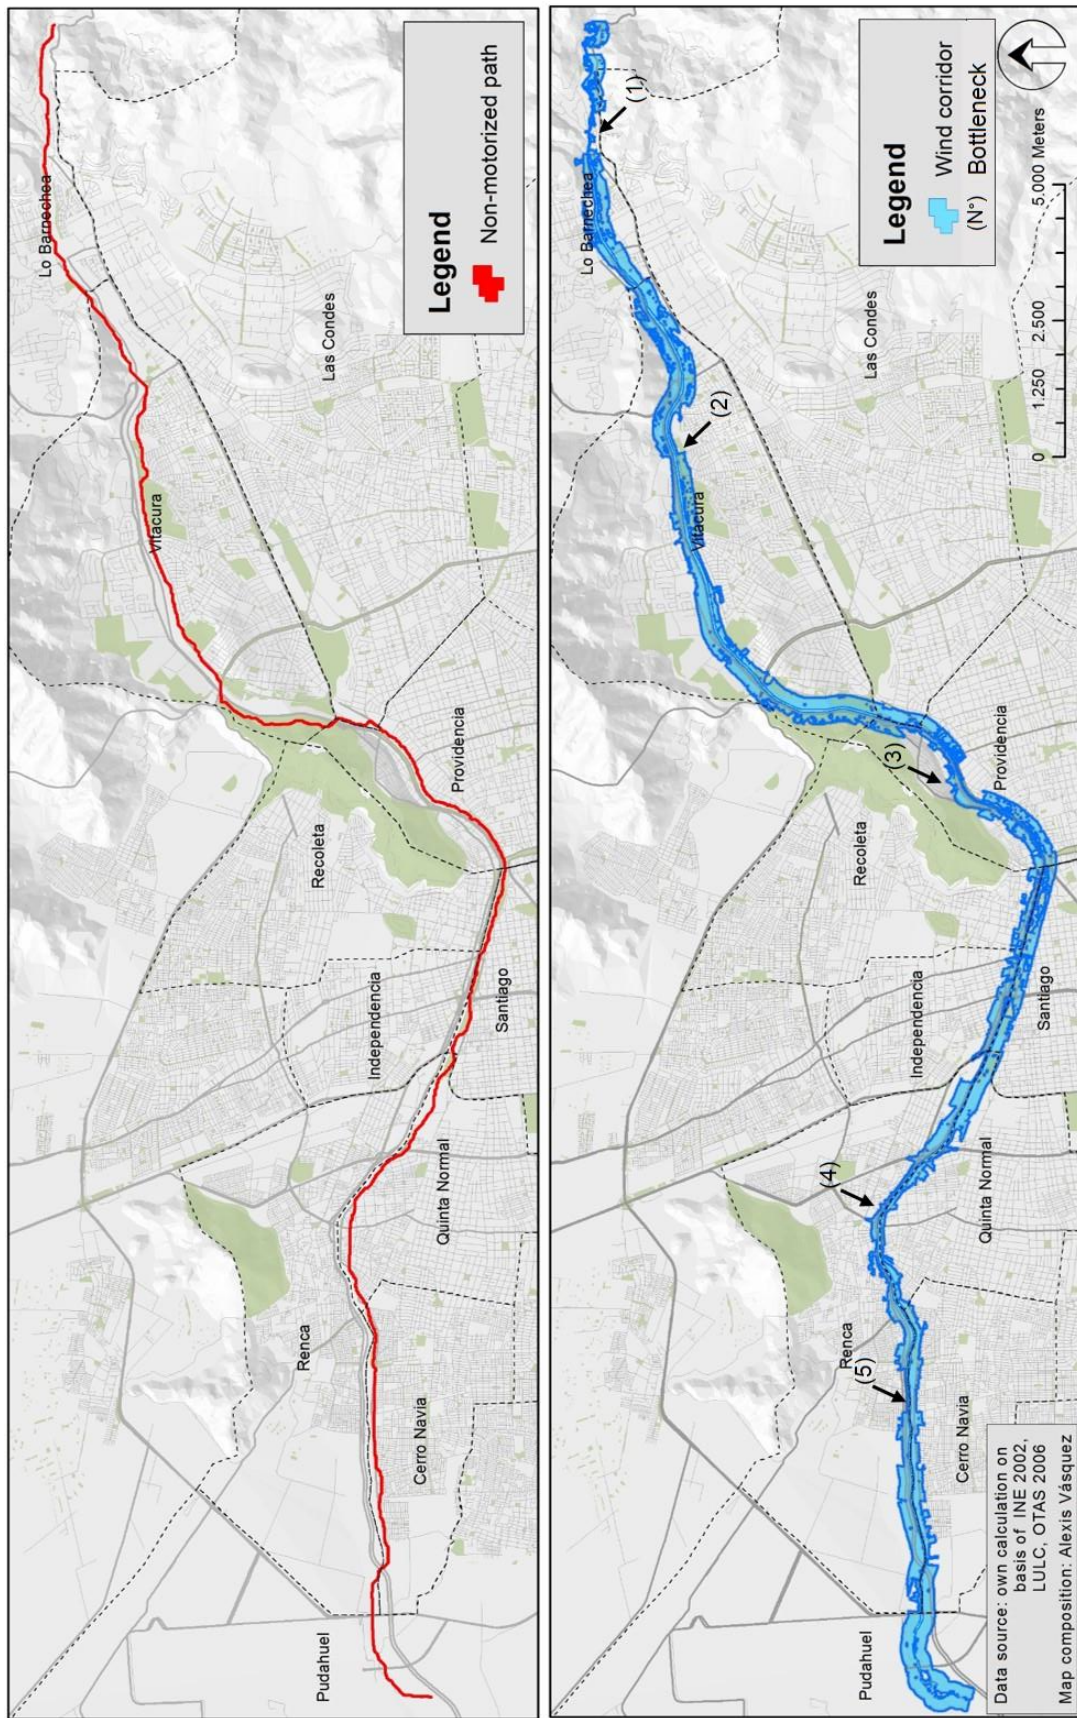 Lo Barnechea
Vitacura
Las Condes
Providencia
Recoleta
Independencia
Santiago
Quinta Normal
Renca
Cerro Navia
Pudahuel
Legend
Non-motorized path
Lo Barnechea
Vitacura
Las Condes
Providencia
Recoleta
Independencia
Santiago
Quinta Normal
Renca
Cerro Navia
Pudahuel
(1)
(2)
(3)
(4)
(5)
Legend
Wind corridor
(N°) Bottleneck
0 1.250 2.500 5.000 Meters
Data source: own calculation on
basis of INE 2002,
LULC, OTAS 2006
Map composition: Alexis Vásquez